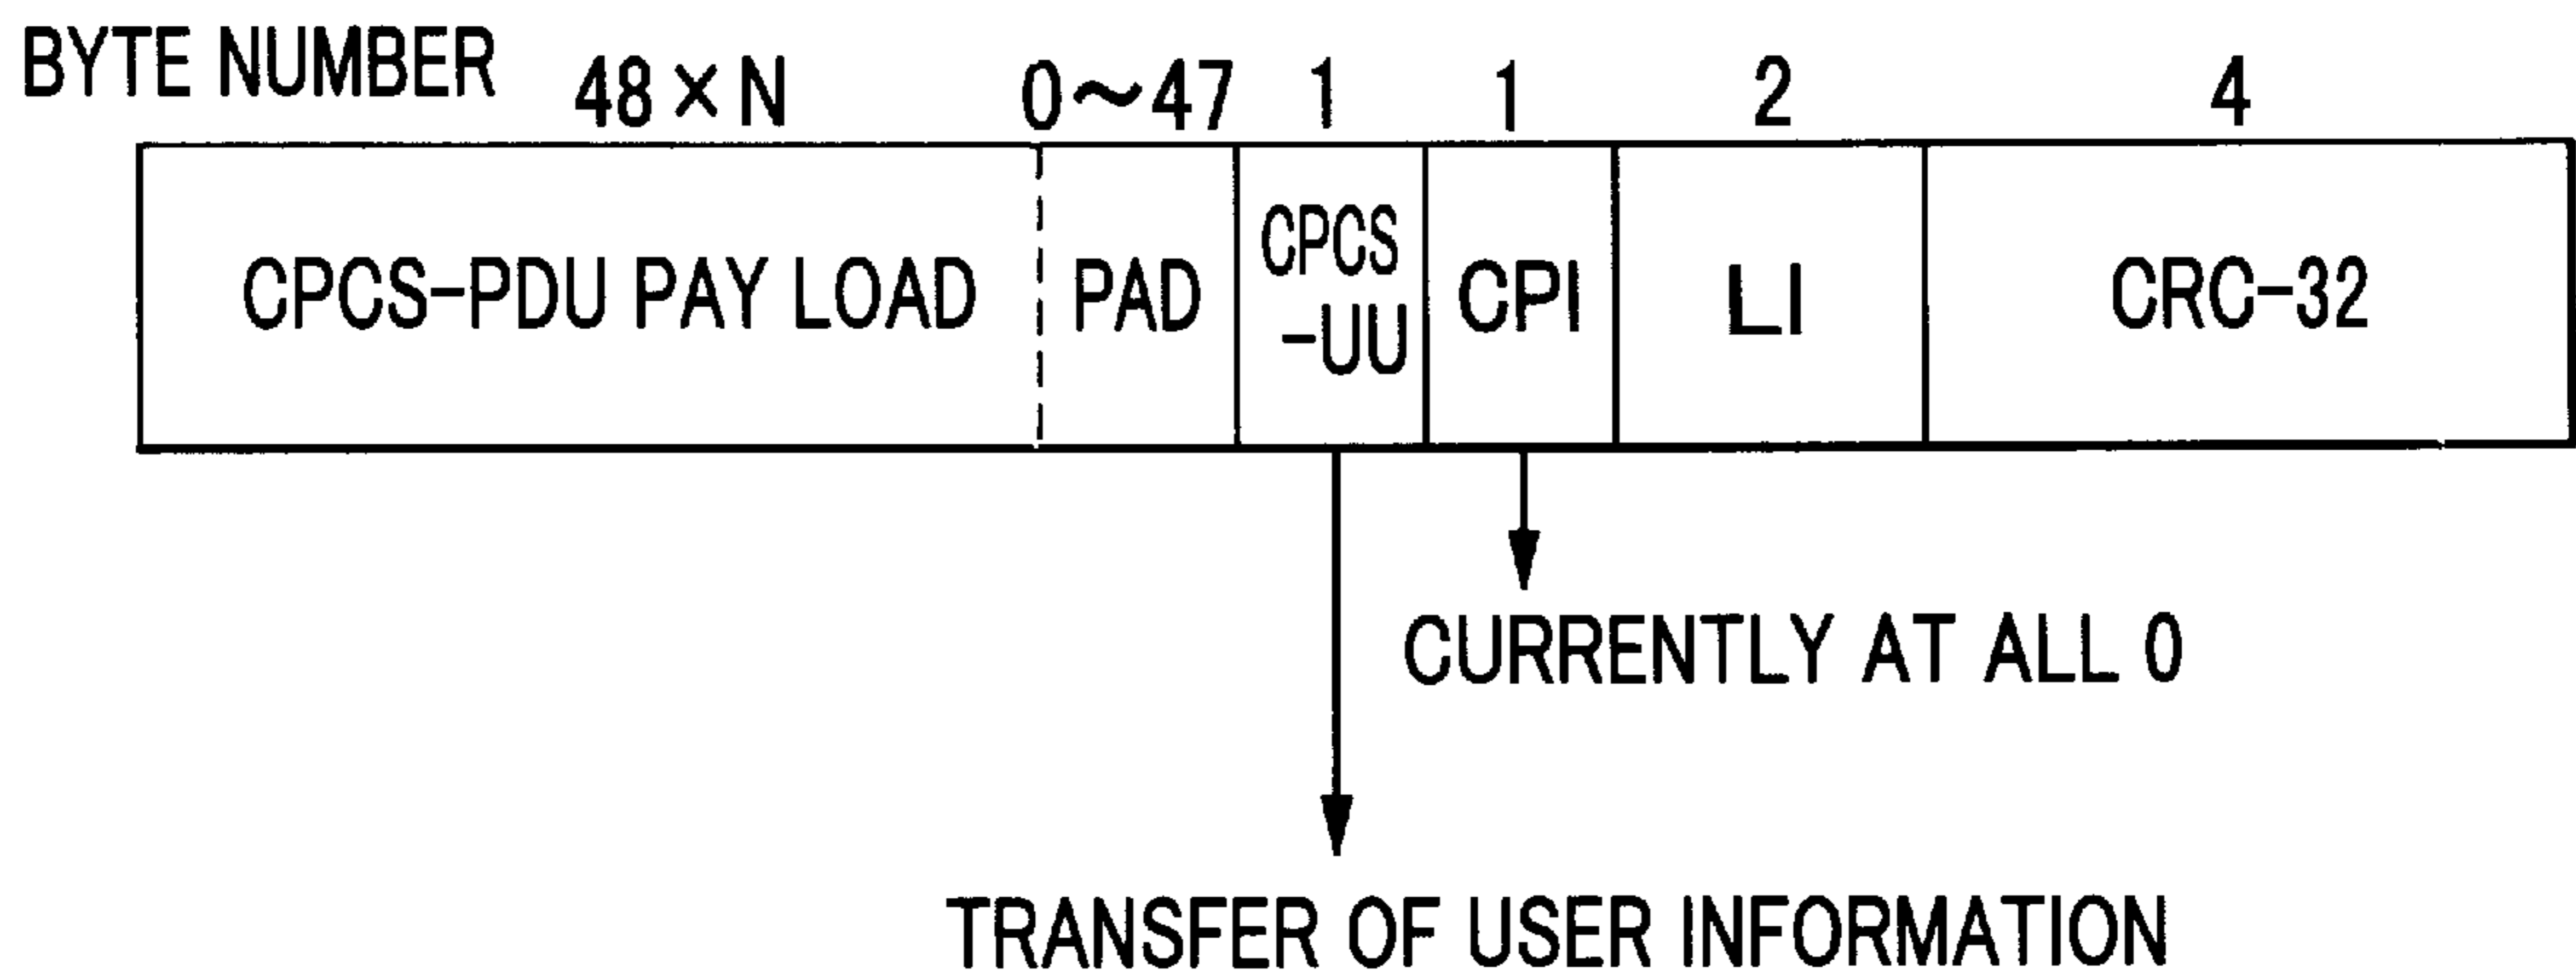 BYTE NUMBER
48×N 0~47 1 1 2 4
CPCS-PDU PAY LOAD PAD CPCS CPI LI CRC-32
-UU
CURRENTLY AT ALL 0
TRANSFER OF USER INFORMATION